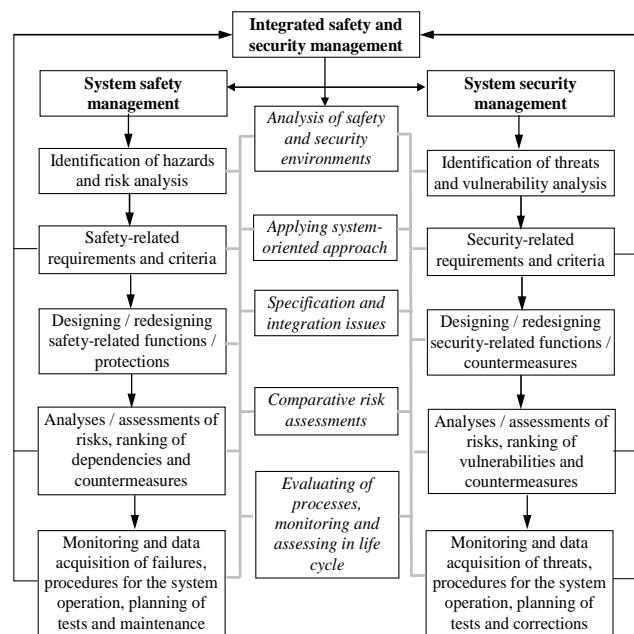 Integrated safety and
security management
System safety
management
System security
management
Analysis of safety
and security
environments
Identification of hazards
and risk analysis
Identification of threats
and vulnerability analysis
Applying system-
oriented approach
Safety-related
requirements and criteria
Security-related
requirements and criteria
Specification and
integration issues
Designing / redesigning
safety-related functions /
protections
Designing / redesigning
security-related functions /
countermeasures
Comparative risk
assessments
Analyses / assessments of
risks, ranking of
dependencies and
countermeasures
Analyses / assessments of
risks, ranking of
vulnerabilities and
countermeasures
Evaluating of
processes,
monitoring and
assessing in life
cycle
Monitoring and data
acquisition of failures,
procedures for the system
operation, planning of
tests and maintenance
Monitoring and data
acquisition of threats,
procedures for the system
operation, planning of
tests and corrections